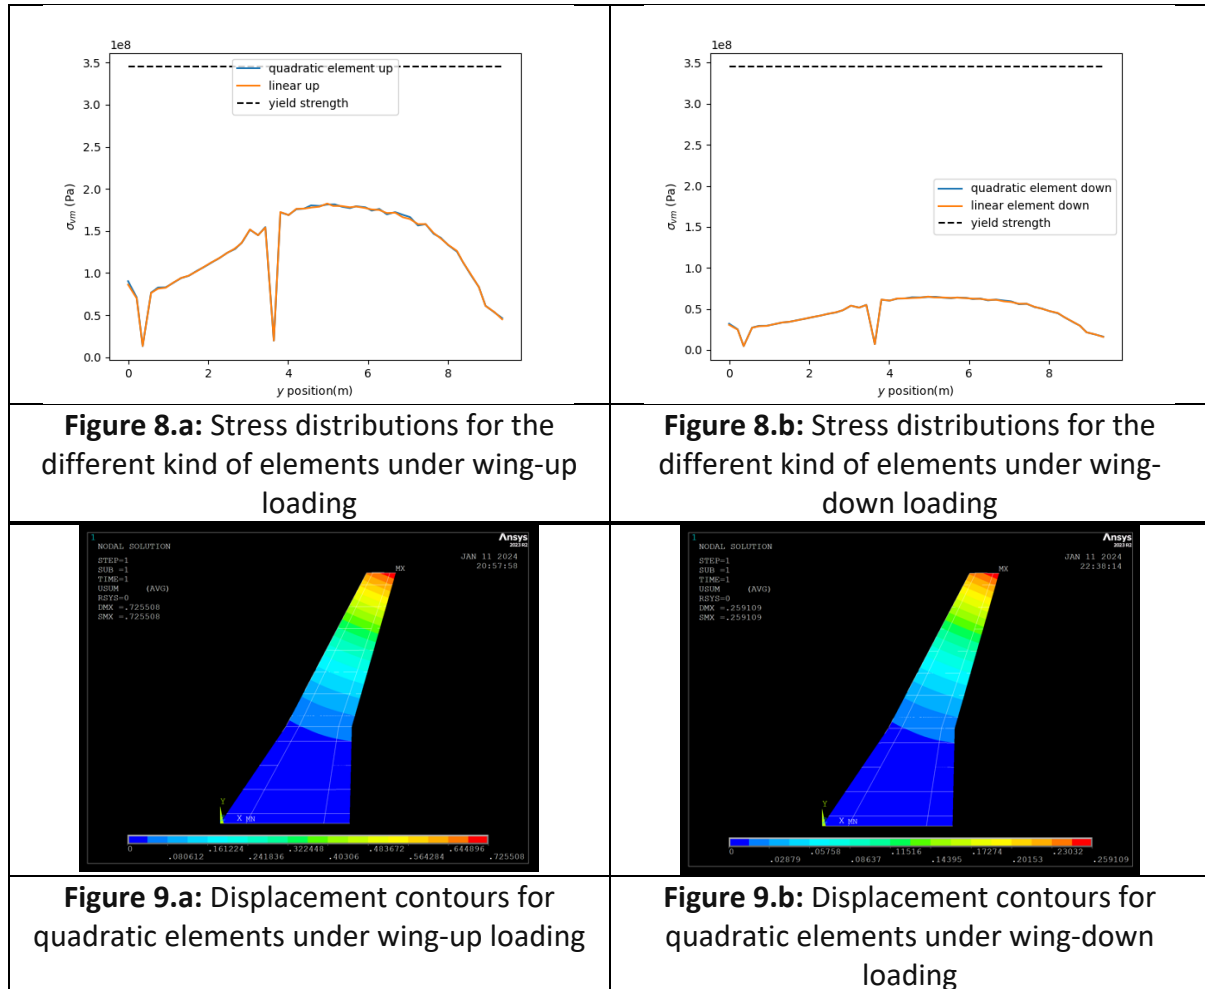 1e8
3.5
3.0
2.5
2.0
1.5
1.0
0.5
0.0
σvm (Pa)
quadratic element up
linear up
yield strength
0 2 4 6 8
y position(m)
1e8
3.5
3.0
2.5
2.0
1.5
1.0
0.5
0.0
σvm (Pa)
quadratic element down
linear element down
yield strength
0 2 4 6 8
y position(m)
Figure 8.a: Stress distributions for the
different kind of elements under wing-up
loading
Figure 8.b: Stress distributions for the
different kind of elements under wing-
down loading
1
NODAL SOLUTION
STEP=1
SUB =1
TIME=1
USUM (AVG)
RSYS=0
DMX =.725508
SMX =.725508
Ansys
2023 R2
JAN 11 2024
20:57:58
MX
Y
X MN
0 .161224 .322448 .483672 .644896
.080612 .241836 .40306 .564284 .725508
1
NODAL SOLUTION
STEP=1
SUB =1
TIME=1
USUM (AVG)
RSYS=0
DMX =.259109
SMX =.259109
Ansys
2023 R2
JAN 11 2024
22:38:14
MX
Y
X MN
0 .05758 .11516 .17274 .23032
.02879 .08637 .14395 .20153 .259109
Figure 9.a: Displacement contours for
quadratic elements under wing-up loading
Figure 9.b: Displacement contours for
quadratic elements under wing-down
loading